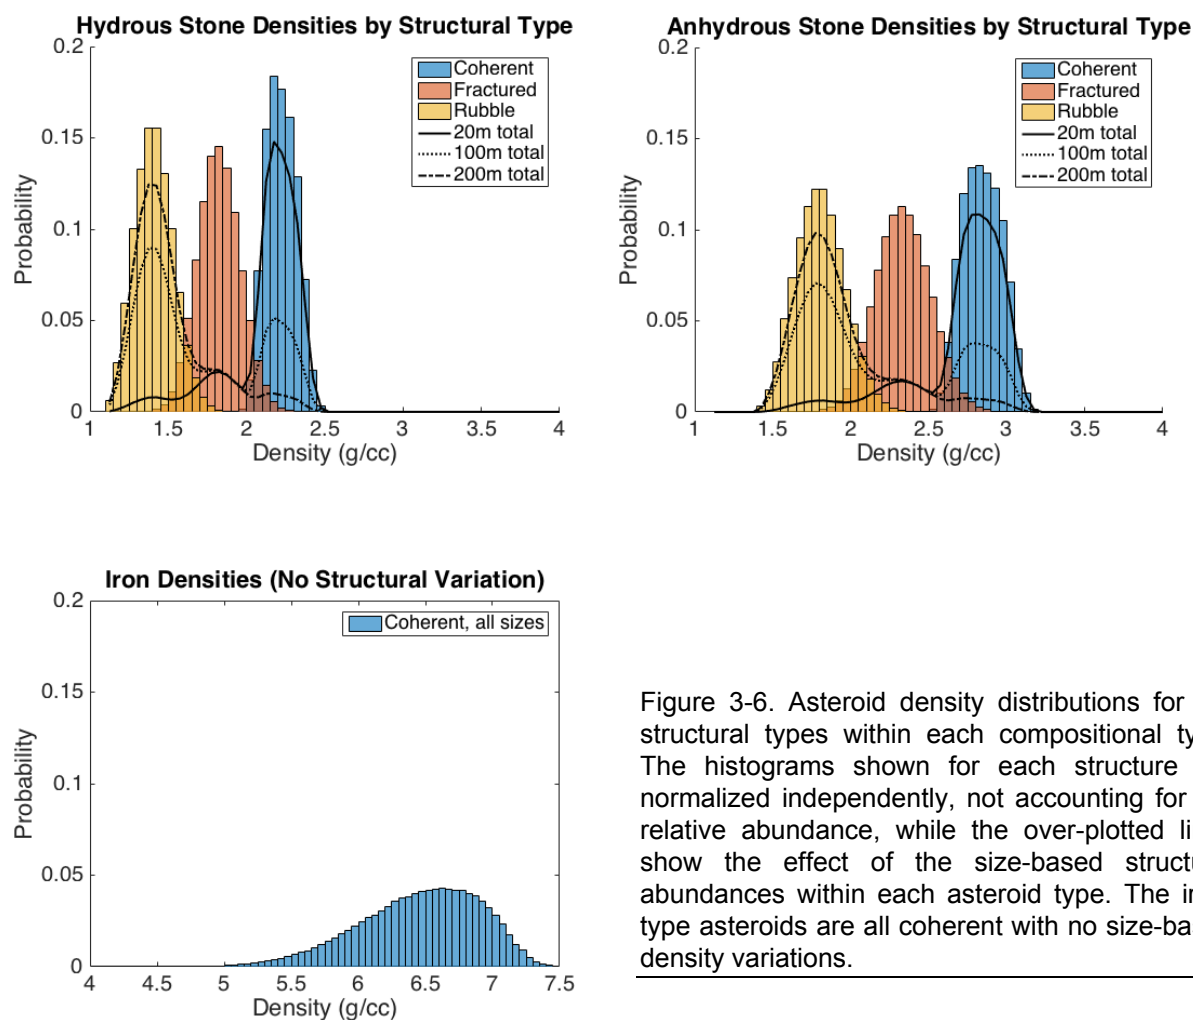 Hydrous Stone Densities by Structural Type
0.2
0.15
0.1
0.05
0
Probability
Coherent
Fractured
Rubble
20m total
100m total
200m total
1 1.5 2 2.5 3 3.5 4
Density (g/cc)
Anhydrous Stone Densities by Structural Type
0.2
0.15
0.1
0.05
0
Probability
Coherent
Fractured
Rubble
20m total
100m total
200m total
1 1.5 2 2.5 3 3.5 4
Density (g/cc)
Iron Densities (No Structural Variation)
0.2
0.15
0.1
0.05
0
Probability
Coherent, all sizes
4 4.5 5 5.5 6 6.5 7 7.5
Density (g/cc)
Figure 3-6. Asteroid density distributions for
structural types within each compositional ty
The histograms shown for each structure
normalized independently, not accounting for
relative abundance, while the over-plotted li
show the effect of the size-based struct
abundances within each asteroid type. The i
type asteroids are all coherent with no size-ba
density variations.